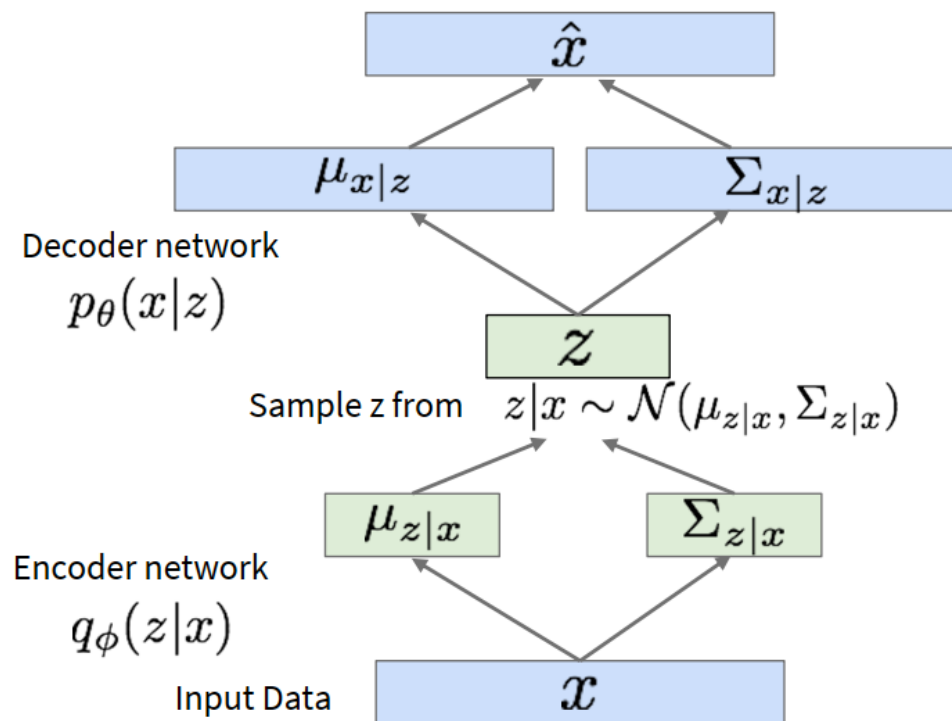 x̂
μ_{x|z}
Σ_{x|z}
Decoder network
p_θ(x|z)
z
Sample z from z|x ∼ 𝒩(μ_{z|x}, Σ_{z|x})
μ_{z|x}
Σ_{z|x}
Encoder network
q_ϕ(z|x)
Input Data
x